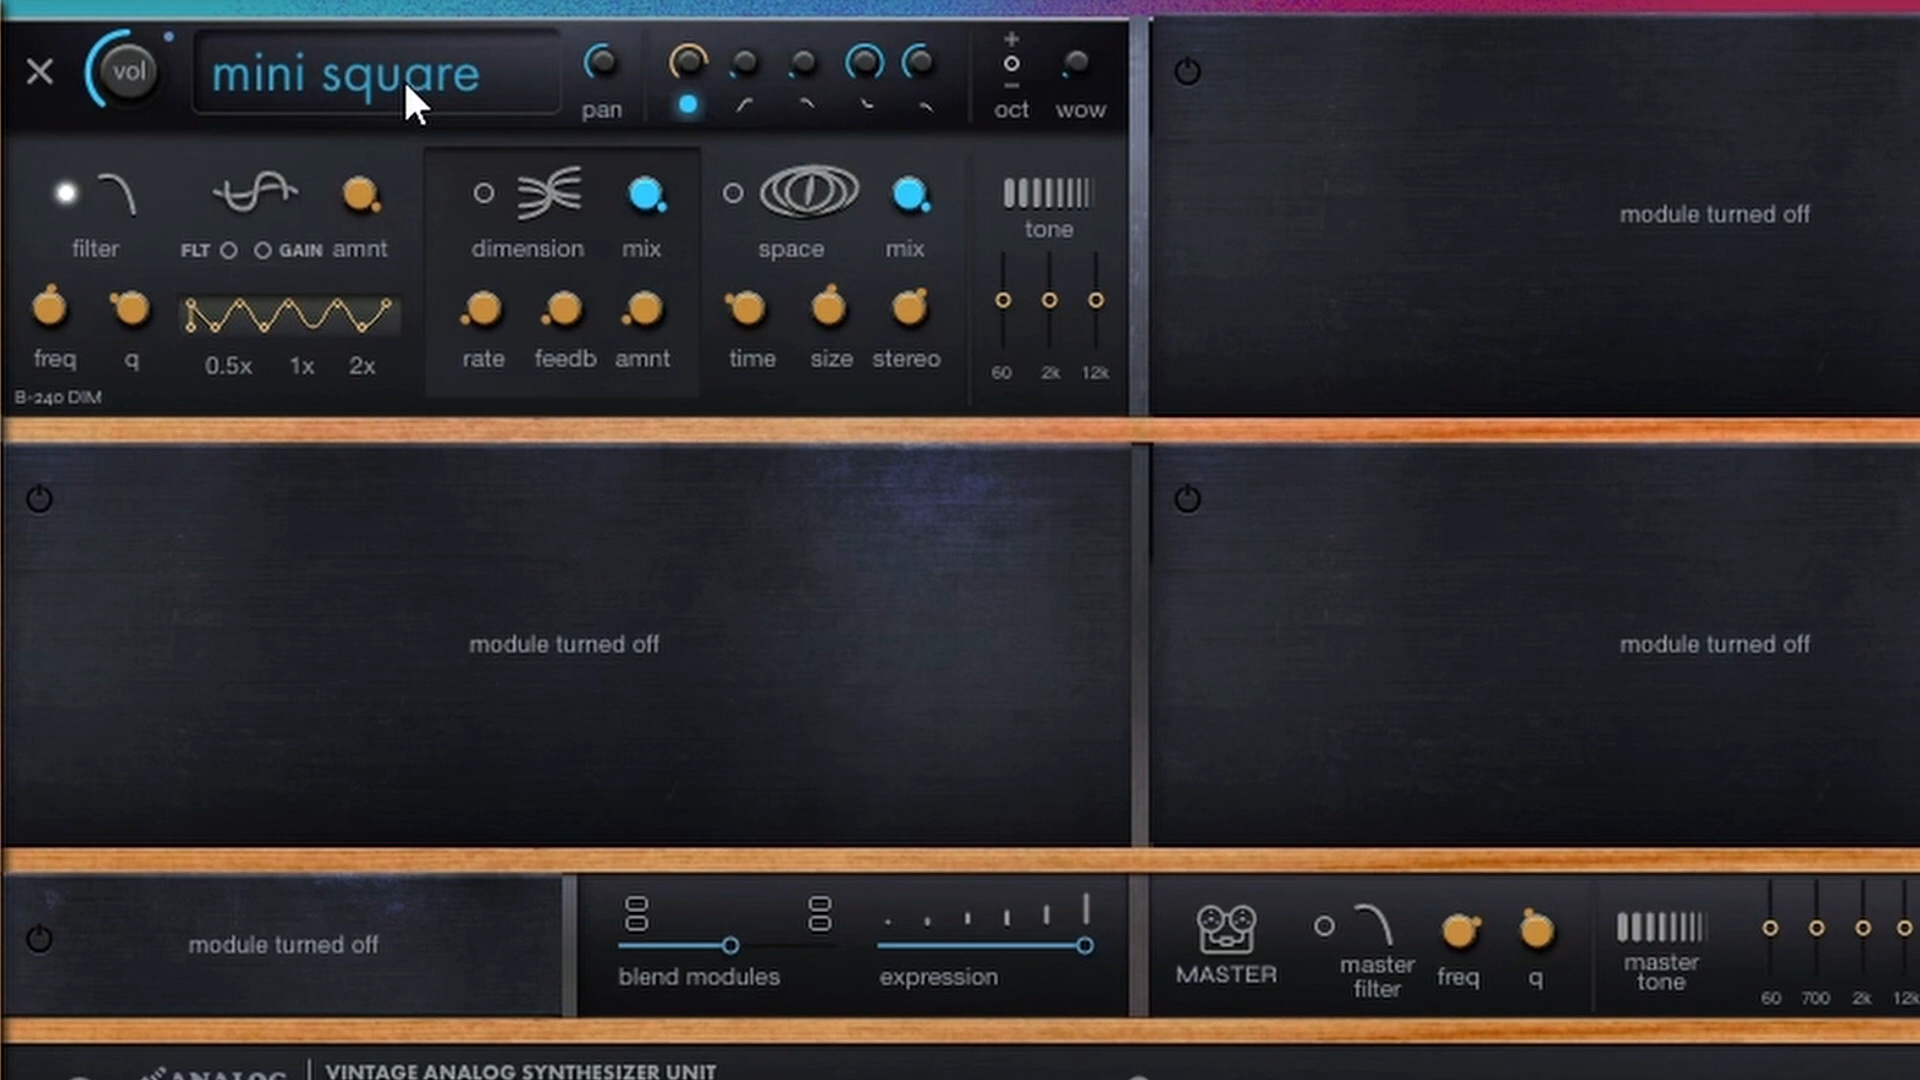 vol
mini square
pan
oct
wow
filter
FLT
GAIN
amnt
dimension
mix
space
mix
tone
freq
q
0.5x
1x
2x
rate
feedb
amnt
time
size
stereo
60
2k
12k
B-240 DIM
module turned off
module turned off
module turned off
module turned off
blend modules
expression
MASTER
master
filter
freq
q
master
tone
60
700
2k
12k
ANALOG
VINTAGE ANALOG SYNTHESIZER UNIT